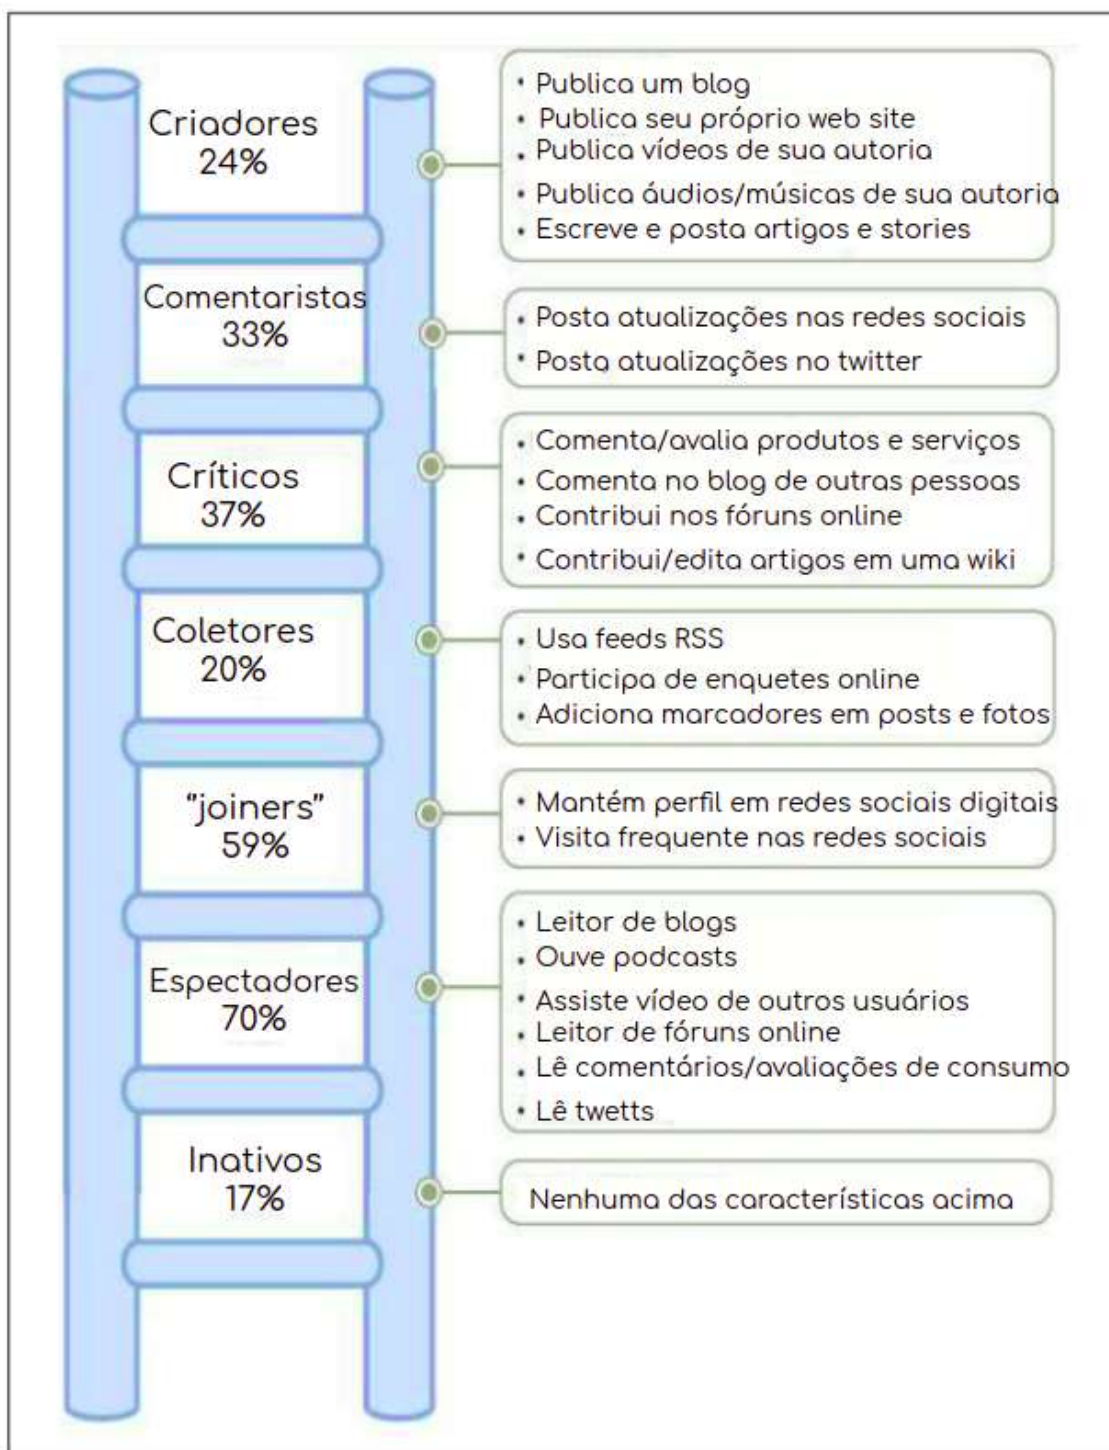 Criadores
24%
• Publica um blog
• Publica seu próprio web site
• Publica vídeos de sua autoria
• Publica áudios/músicas de sua autoria
• Escreve e posta artigos e stories
Comentaristas
33%
• Posta atualizações nas redes sociais
• Posta atualizações no twitter
Críticos
37%
• Comenta/avalia produtos e serviços
• Comenta no blog de outras pessoas
• Contribui nos fóruns online
• Contribui/edita artigos em uma wiki
Coletores
20%
• Usa feeds RSS
• Participa de enquetes online
• Adiciona marcadores em posts e fotos
"joiners"
59%
• Mantém perfil em redes sociais digitais
• Visita frequente nas redes sociais
Espectadores
70%
• Leitor de blogs
• Ouve podcasts
• Assiste vídeo de outros usuários
• Leitor de fóruns online
• Lê comentários/avaliações de consumo
• Lê twetts
Inativos
17%
Nenhuma das características acima